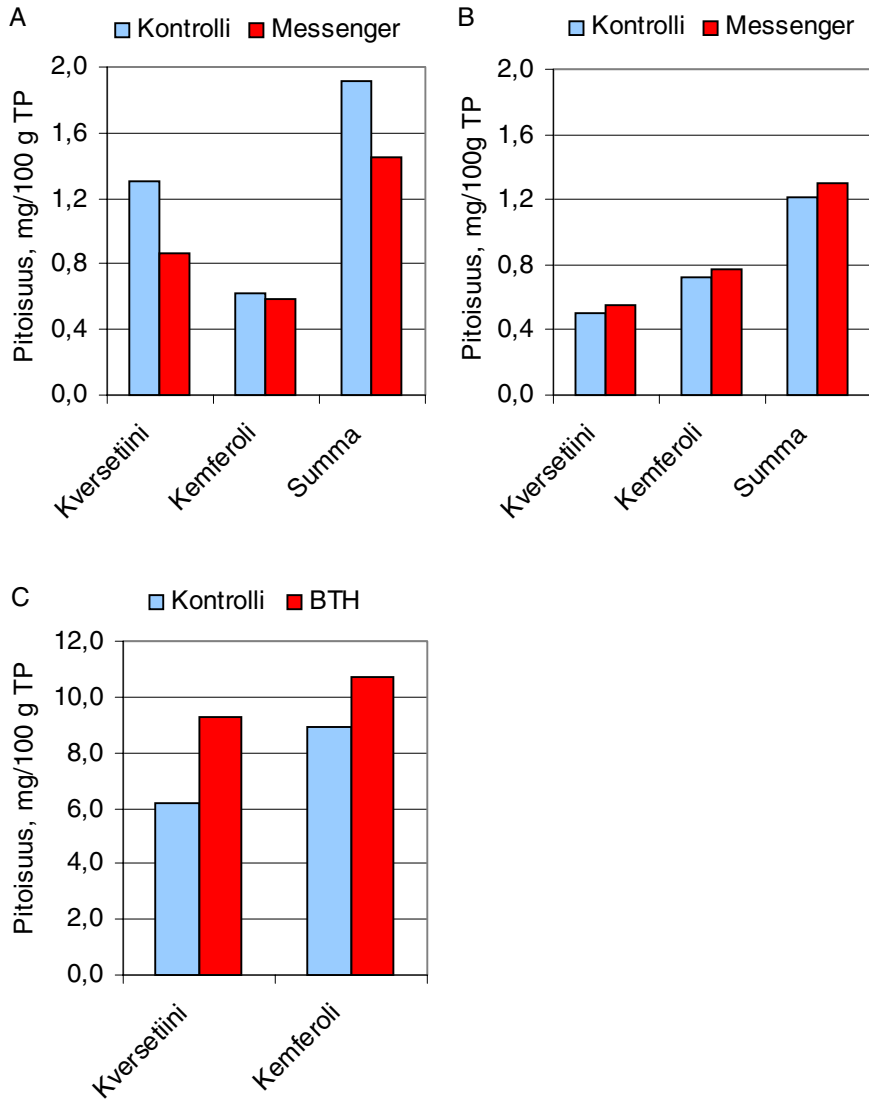 A
Kontrolli Messenger
Pitoisuus, mg/100 g TP
2,0
1,6
1,2
0,8
0,4
0,0
Kversetiini
Kemferoli
Summa
B
Kontrolli Messenger
Pitoisuus, mg/100g TP
2,0
1,6
1,2
0,8
0,4
0,0
Kversetiini
Kemferoli
Summa
C
Kontrolli BTH
Pitoisuus, mg/100 g TP
12,0
10,0
8,0
6,0
4,0
2,0
0,0
Kversetiini
Kemferoli